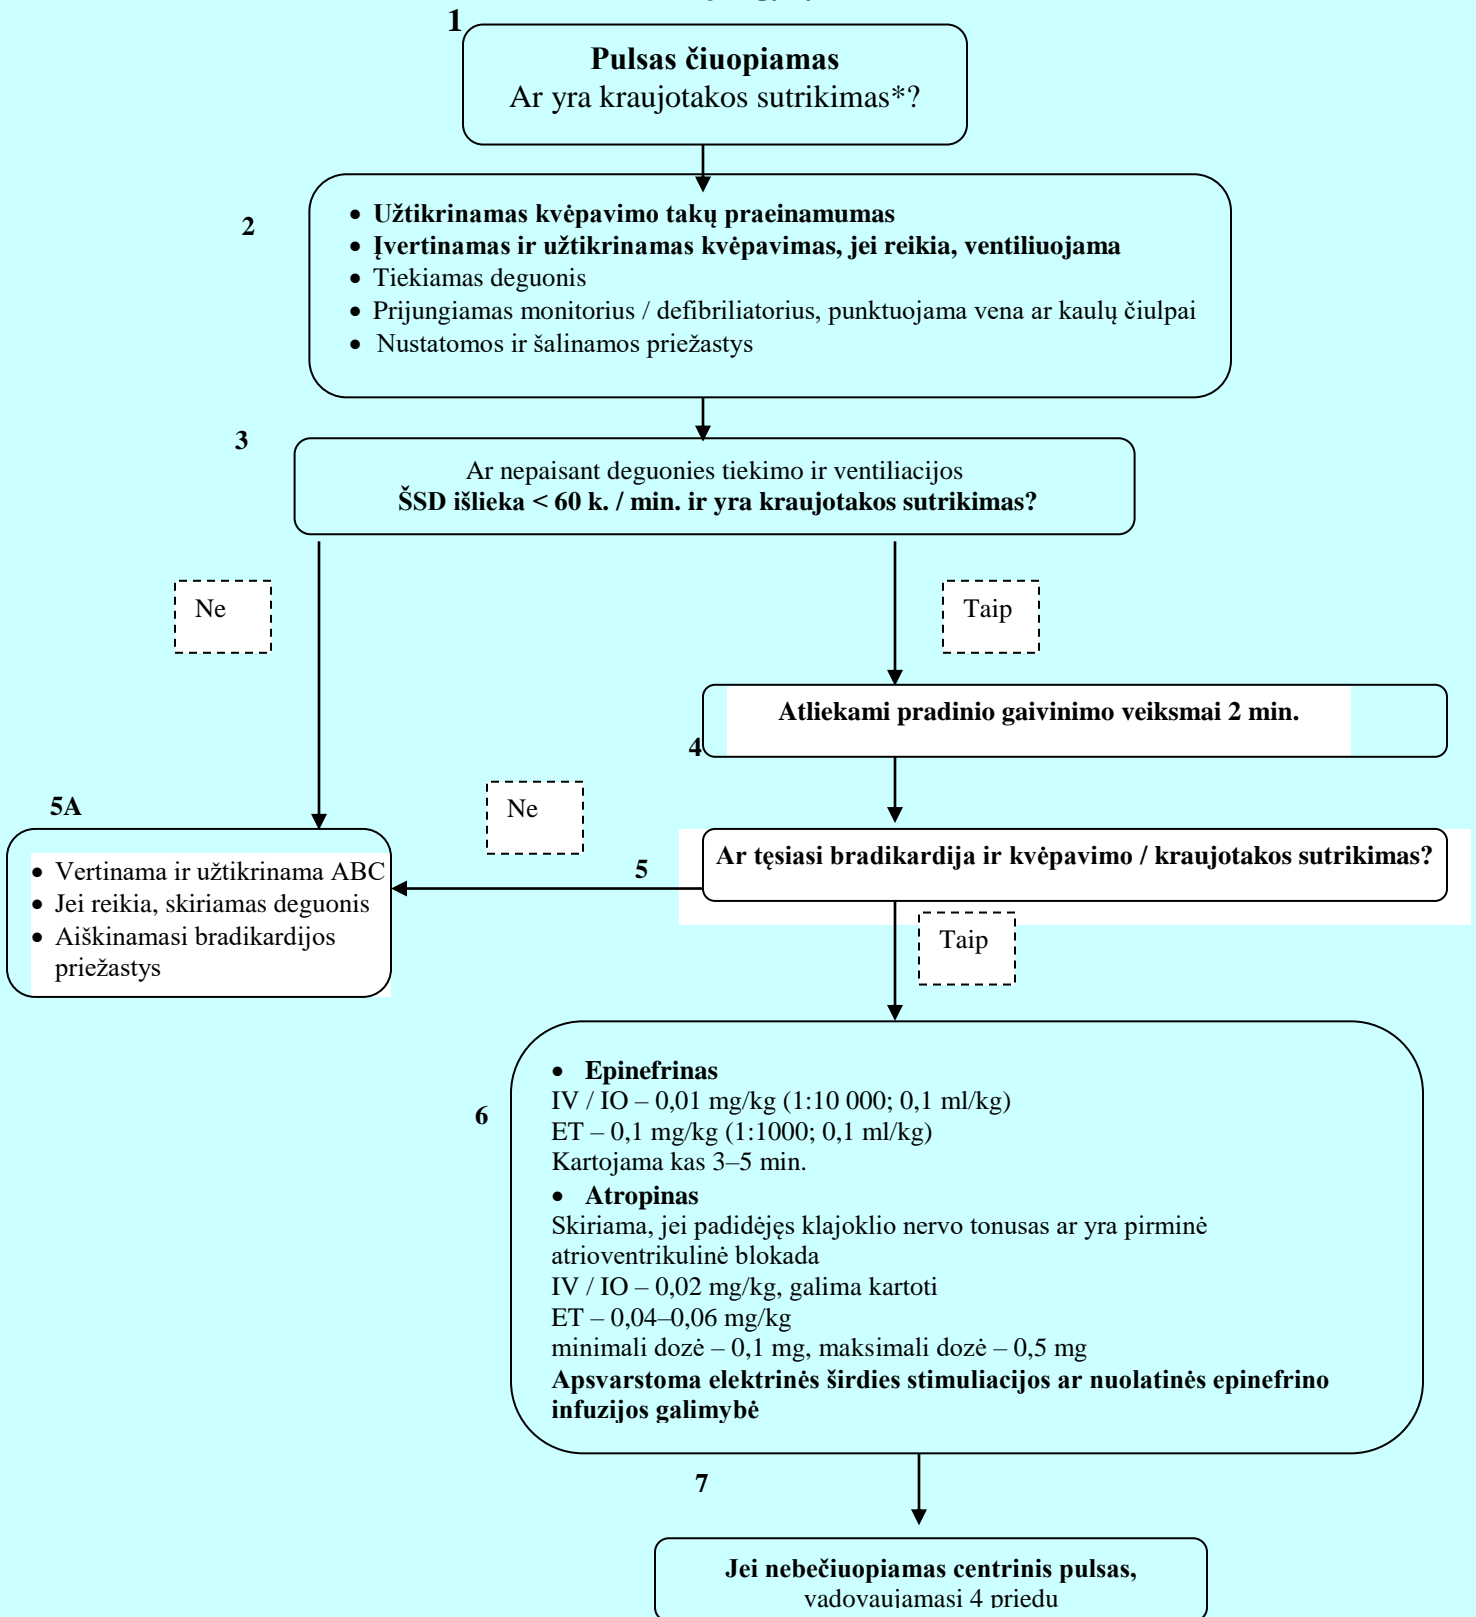 1
Pulsas čiuopiamas
Ar yra kraujotakos sutrikimas*?
2
• Užtikrinamas kvėpavimo takų praeinamumas
• Įvertinamas ir užtikrinamas kvėpavimas, jei reikia, ventiliuojama
• Tiekiamas deguonis
• Prijungiamas monitorius / defibriliatorius, punktuojama vena ar kaulų čiulpai
• Nustatomos ir šalinamos priežastys
3
Ar nepaisant deguonies tiekimo ir ventiliacijos
ŠSD išlieka < 60 k. / min. ir yra kraujotakos sutrikimas?
Ne
Taip
Atliekami pradinio gaivinimo veiksmai 2 min.
4
Ne
5A
• Vertinama ir užtikrinama ABC
• Jei reikia, skiriamas deguonis
• Aiškinamasi bradikardijos
priežastys
5
Ar tęsiasi bradikardija ir kvėpavimo / kraujotakos sutrikimas?
Taip
6
• Epinefrinas
IV / IO – 0,01 mg/kg (1:10 000; 0,1 ml/kg)
ET – 0,1 mg/kg (1:1000; 0,1 ml/kg)
Kartojama kas 3–5 min.
• Atropinas
Skiriama, jei padidėjęs klajoklio nervo tonusas ar yra pirminė
atrioventrikulinė blokada
IV / IO – 0,02 mg/kg, galima kartoti
ET – 0,04–0,06 mg/kg
minimali dozė – 0,1 mg, maksimali dozė – 0,5 mg
Apsvarstoma elektrinės širdies stimuliacijos ar nuolatinės epinefrino
infuzijos galimybė
7
Jei nebečiuopiamas centrinis pulsas,
vadovaujamasi 4 priedu